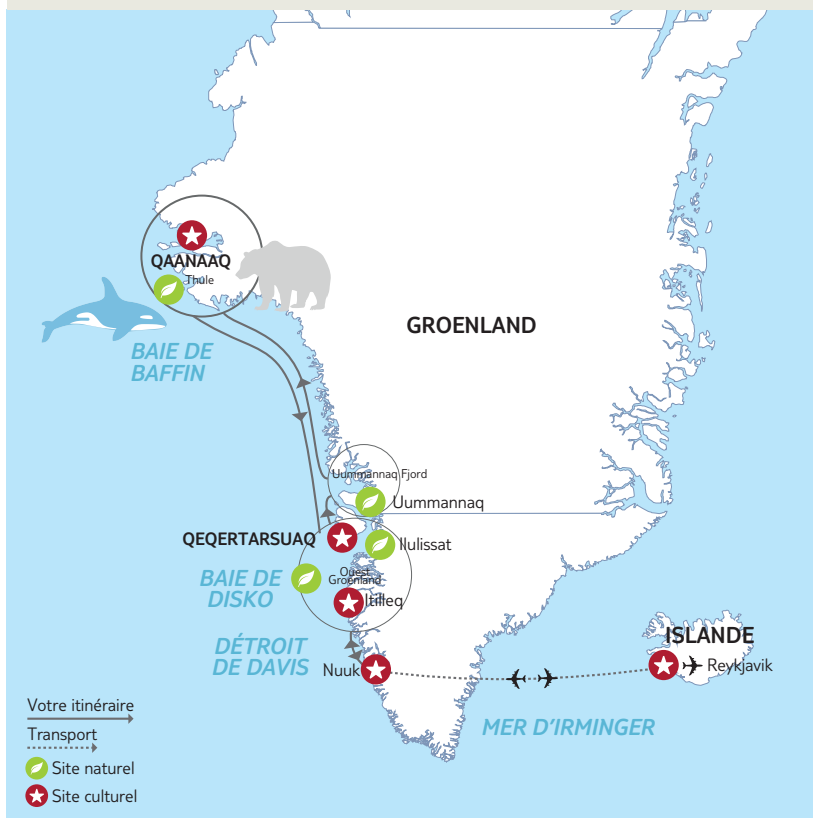 QAANAAQ
Thule
BAIE DE
BAFFIN
GROENLAND
Uummannaq Fjord
Uummannaq
QEQERTARSUAQ
Ilulissat
BAIE DE
DISKO
Ouest
Groenland
Itilleq
DÉTROIT
DE DAVIS
Nuuk
ISLANDE
Reykjavik
MER D'IRMINGER
Votre itinéraire
Transport
Site naturel
Site culturel